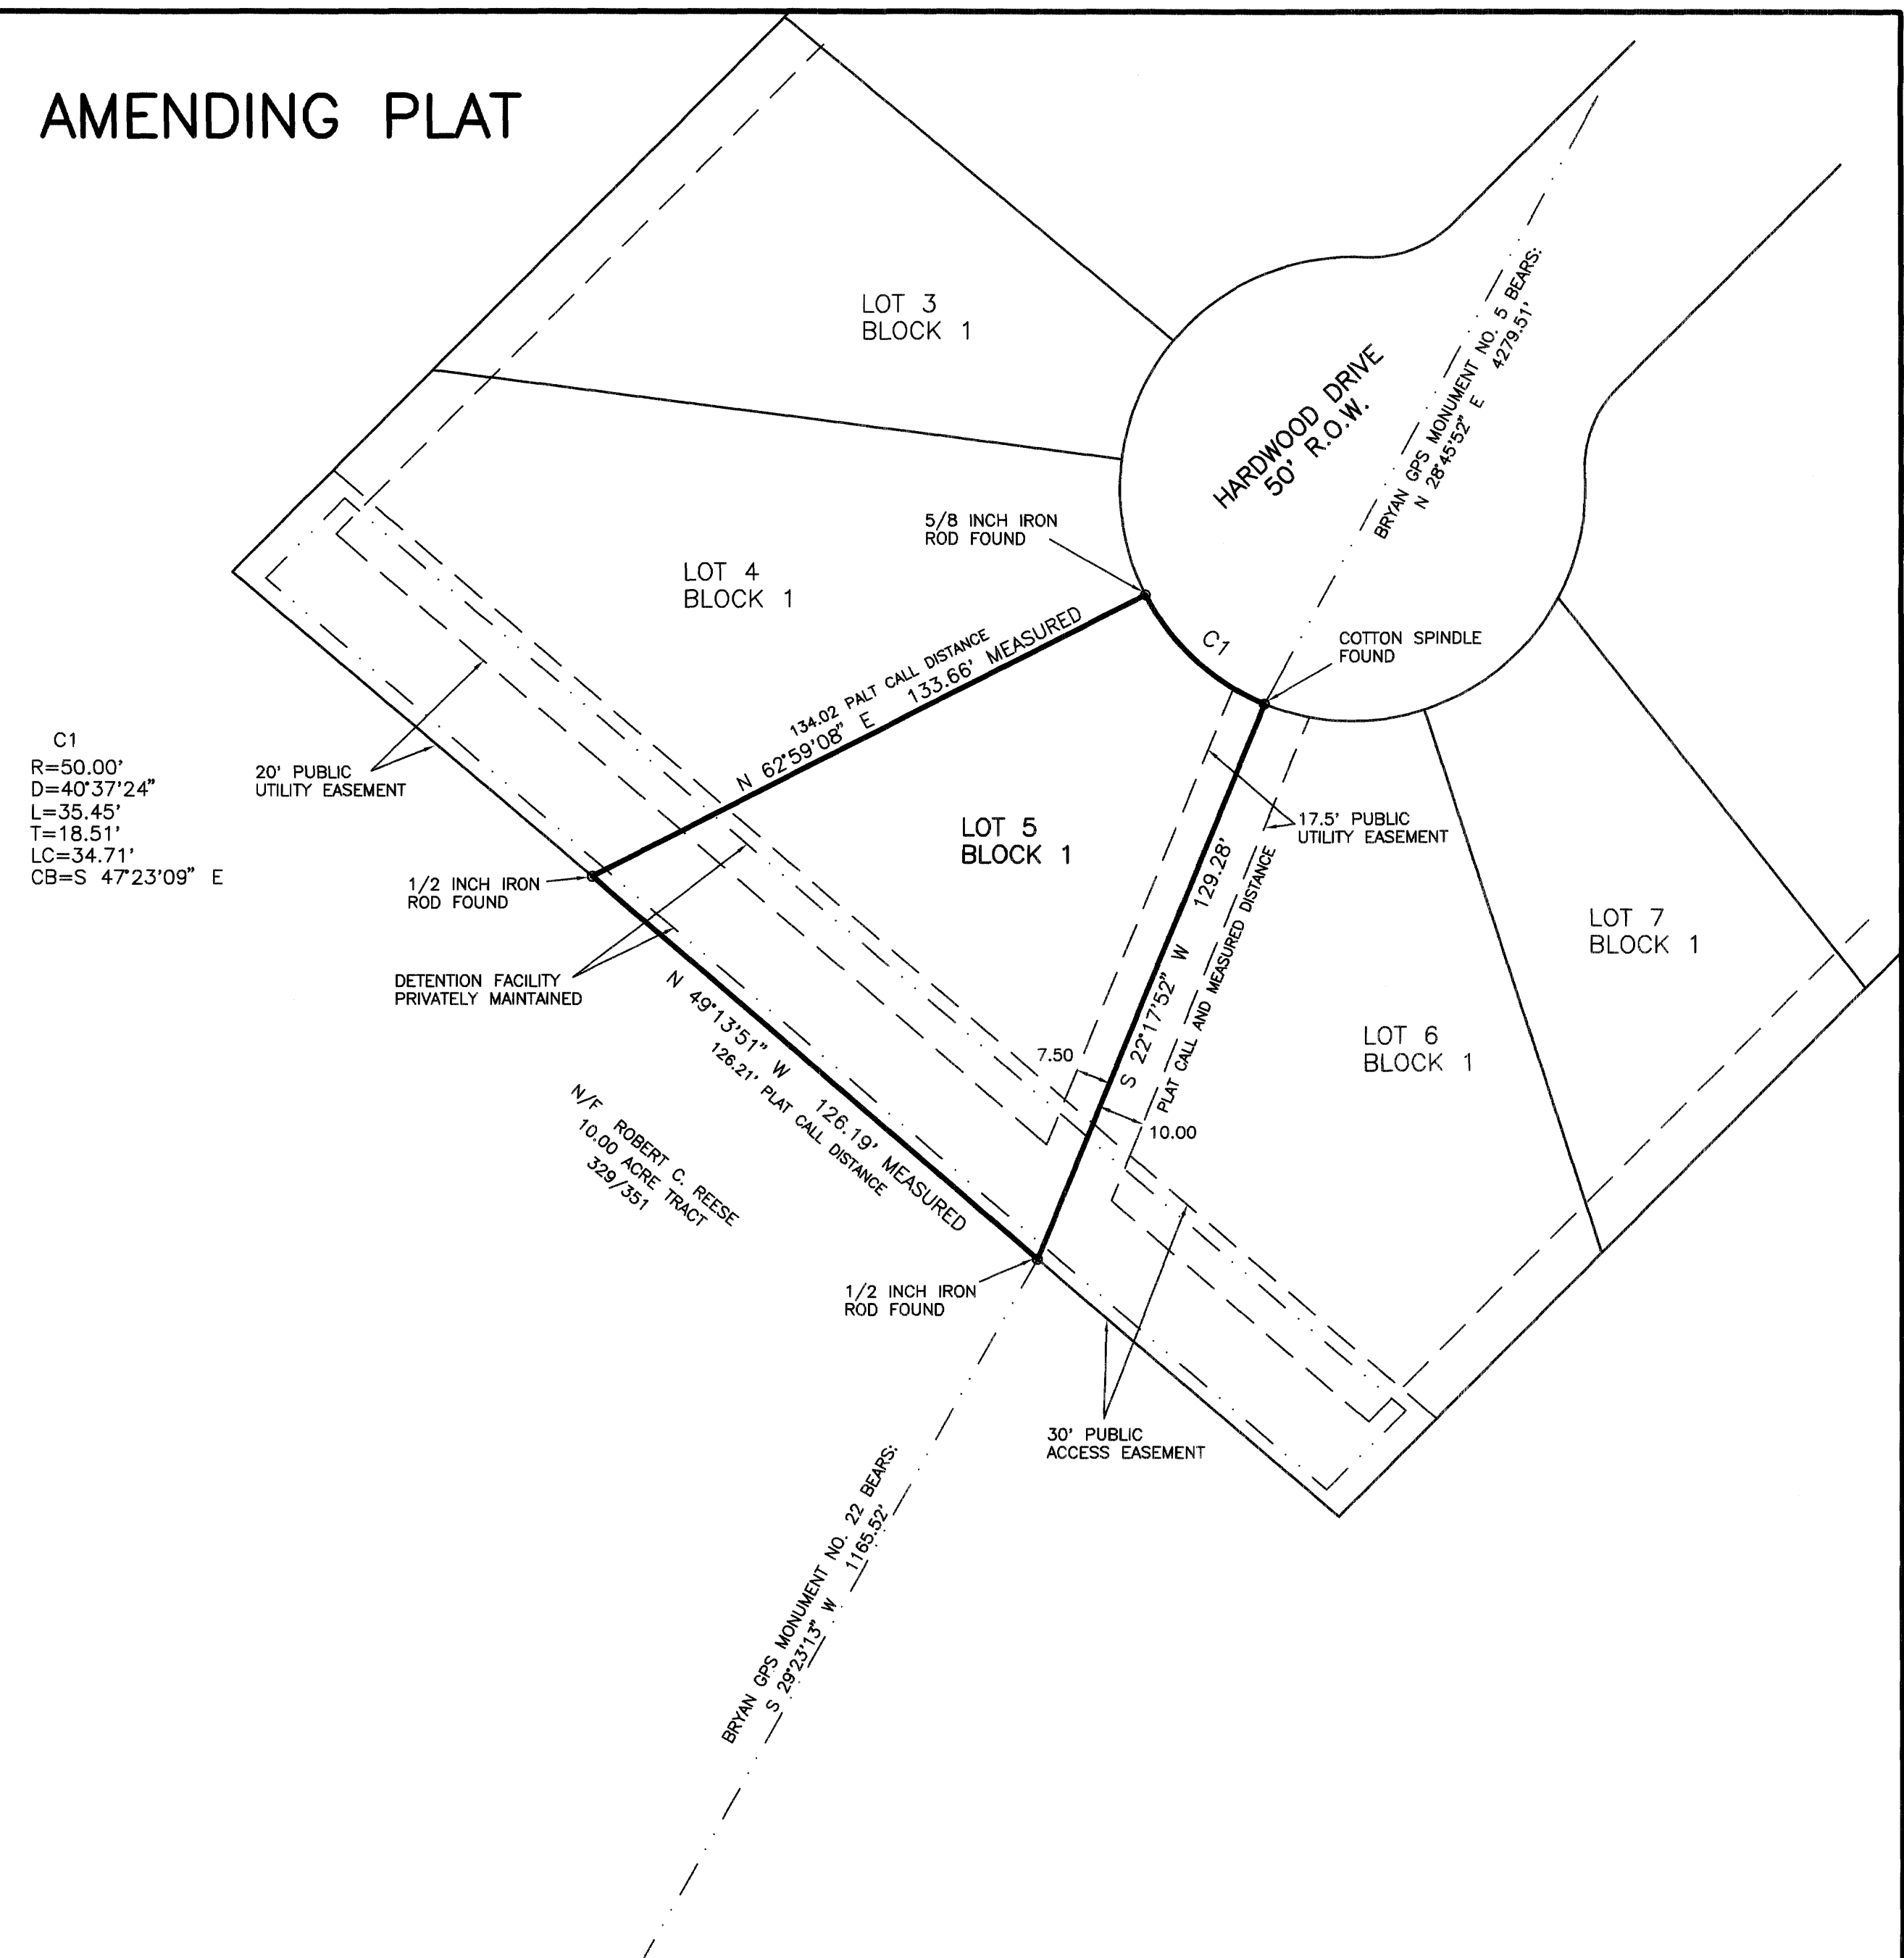 AMENDING PLAT
LOT 3
BLOCK 1
HARDWOOD DRIVE
50' R.O.W.
BRYAN GPS MONUMENT NO. 5 BEARS:
N 28°45'52" E 4279.51'
5/8 INCH IRON
ROD FOUND
LOT 4
BLOCK 1
C1
COTTON SPINDLE
FOUND
134.02 PALT CALL DISTANCE
N 62°59'08" E 133.66' MEASURED
C1
R=50.00'
D=40°37'24"
L=35.45'
T=18.51'
LC=34.71'
CB=S 47°23'09" E
20' PUBLIC
UTILITY EASEMENT
LOT 5
BLOCK 1
17.5' PUBLIC
UTILITY EASEMENT
1/2 INCH IRON
ROD FOUND
S 22°17'52" W 129.28'
PLAT CALL AND MEASURED DISTANCE
LOT 7
BLOCK 1
DETENTION FACILITY
PRIVATELY MAINTAINED
N 49°13'51" W 126.19' MEASURED
126.21' PLAT CALL DISTANCE
7.50
10.00
LOT 6
BLOCK 1
N/F ROBERT C. REESE
10.00 ACRE TRACT
329/351
1/2 INCH IRON
ROD FOUND
30' PUBLIC
ACCESS EASEMENT
BRYAN GPS MONUMENT NO. 22 BEARS:
S 29°23'13" W 1165.52'